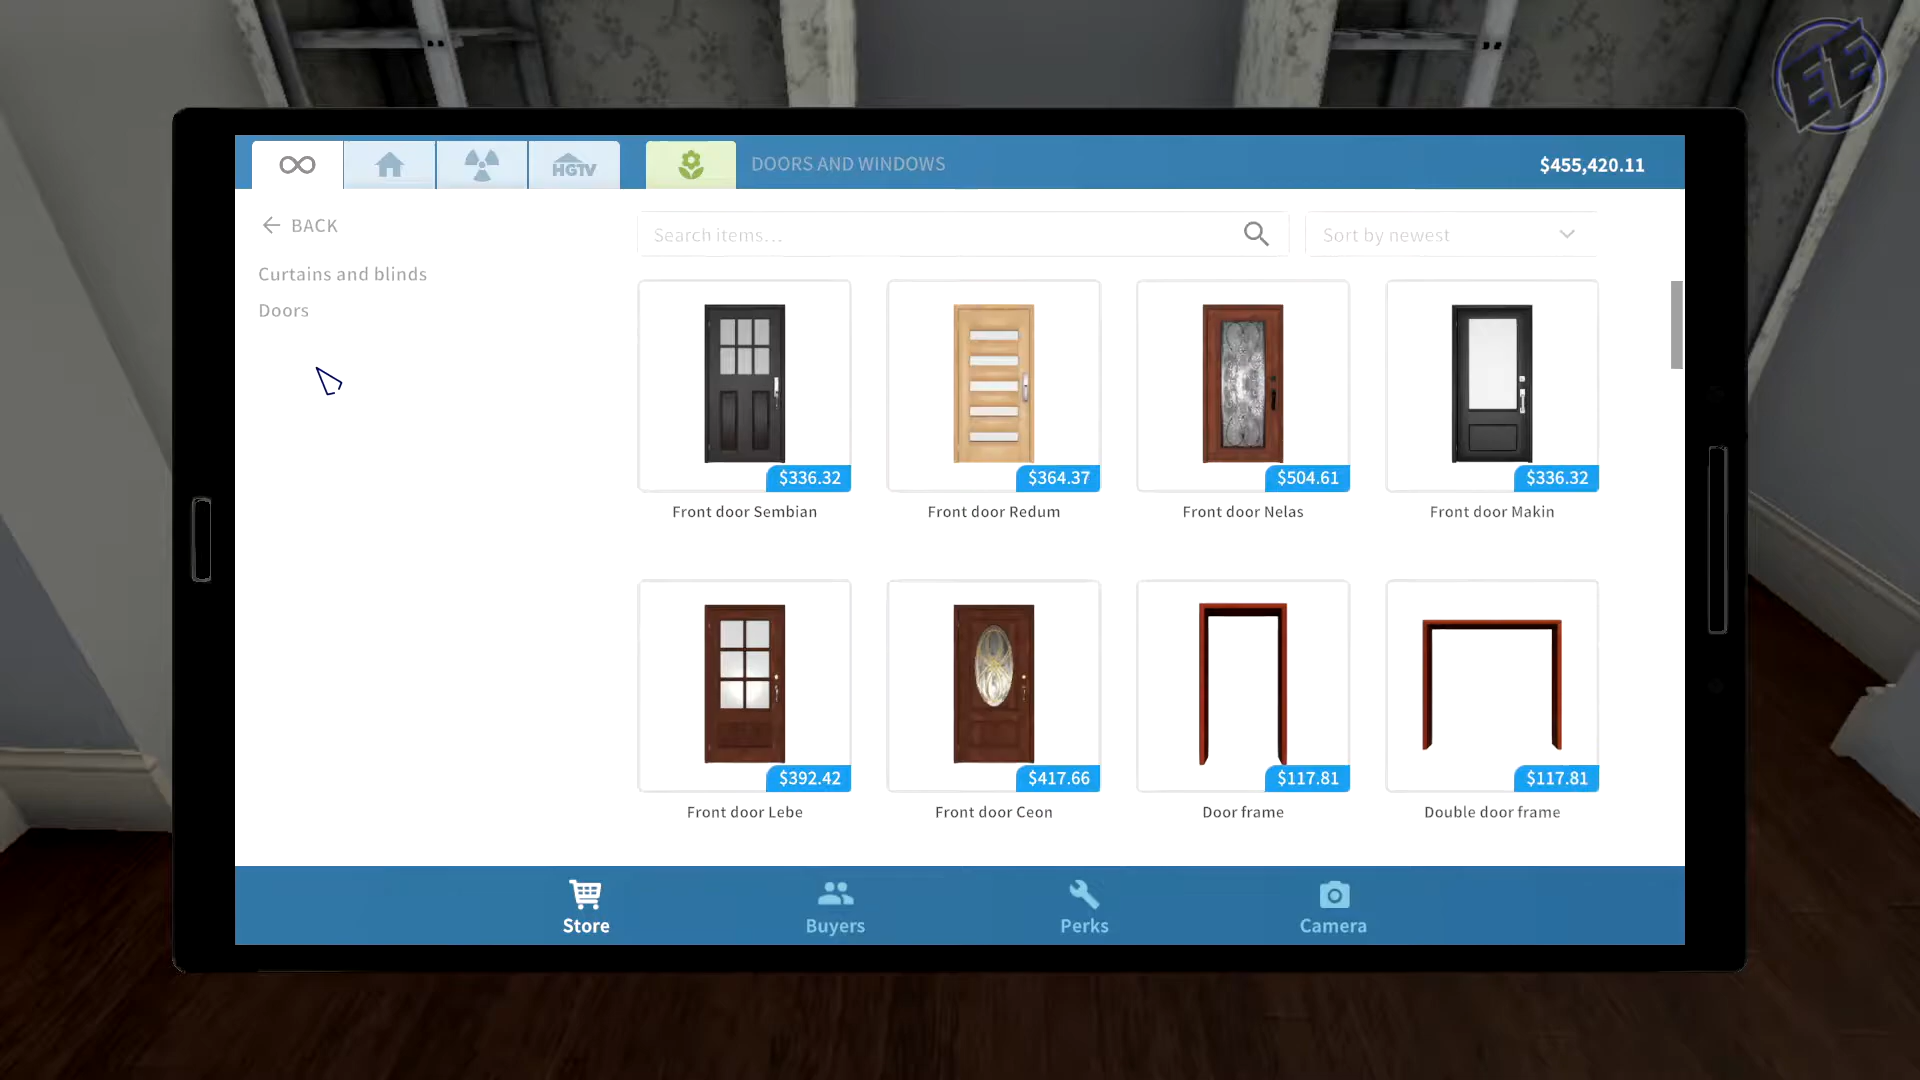 EE
HGTV
DOORS AND WINDOWS
$455,420.11
BACK
Search items...
Sort by newest
Curtains and blinds
Doors
$336.32
$364.37
$504.61
$336.32
Front door Sembian
Front door Redum
Front door Nelas
Front door Makin
$392.42
$417.66
$117.81
$117.81
Front door Lebe
Front door Ceon
Door frame
Double door frame
Store
Buyers
Perks
Camera